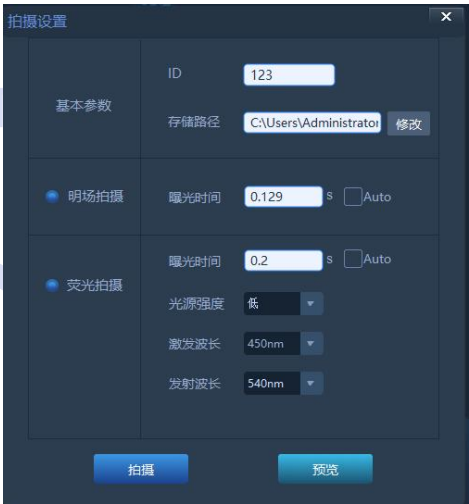 拍摄设置
基本参数
ID 123
存储路径 C:\Users\Administrator 修改
明场拍摄 曝光时间 0.129 s Auto
荧光拍摄
曝光时间 0.2 s Auto
光源强度 低
激发波长 450nm
发射波长 540nm
拍摄 预览